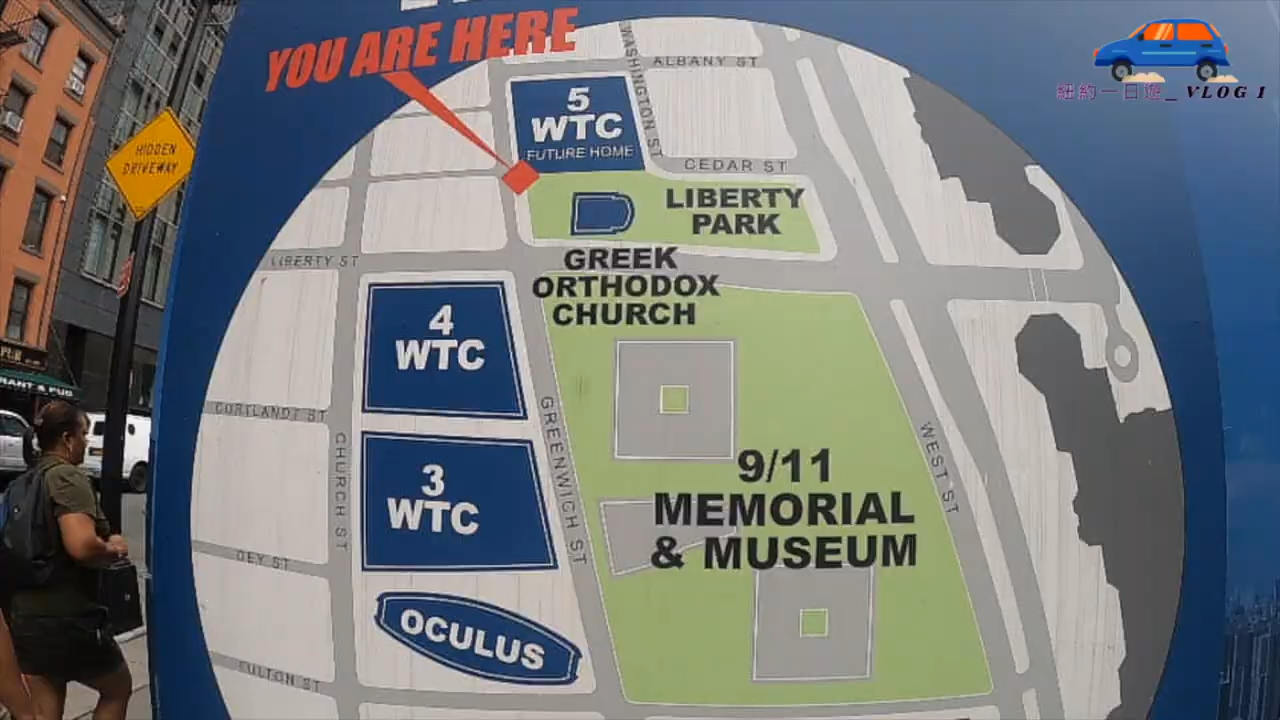 YOU ARE HERE
紐約一日遊_VLOG 1
HIDDEN
DRIVEWAY
ALBANY ST
WASHINGTON ST
5
WTC
FUTURE HOME
CEDAR ST
LIBERTY
PARK
LIBERTY ST
GREEK
ORTHODOX
CHURCH
4
WTC
CORTLANDT ST
CHURCH ST
GREENWICH ST
WEST ST
3
WTC
9/11
MEMORIAL
& MUSEUM
DEY ST
OCULUS
FULTON ST